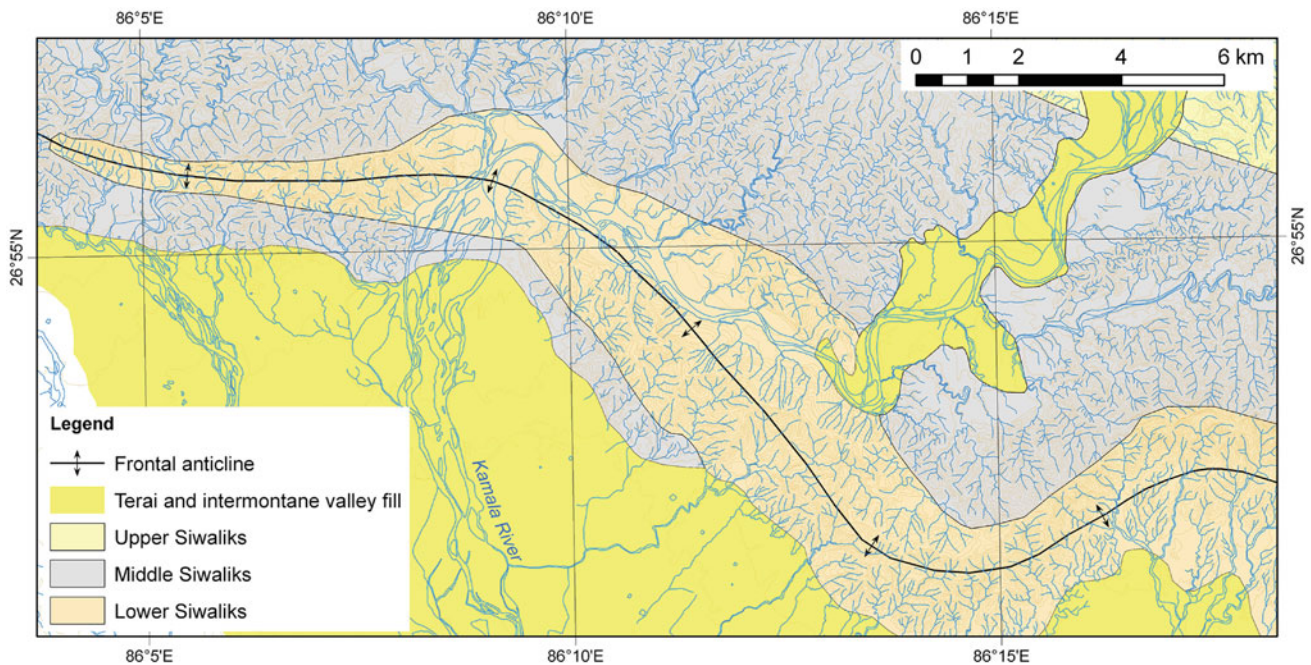 86°5'E 86°10'E 86°15'E
0 1 2 4 6 km
26°55'N
26°55'N
Legend
Frontal anticline
Terai and intermontane valley fill
Upper Siwaliks
Middle Siwaliks
Lower Siwaliks
Kamala River
86°5'E 86°10'E 86°15'E